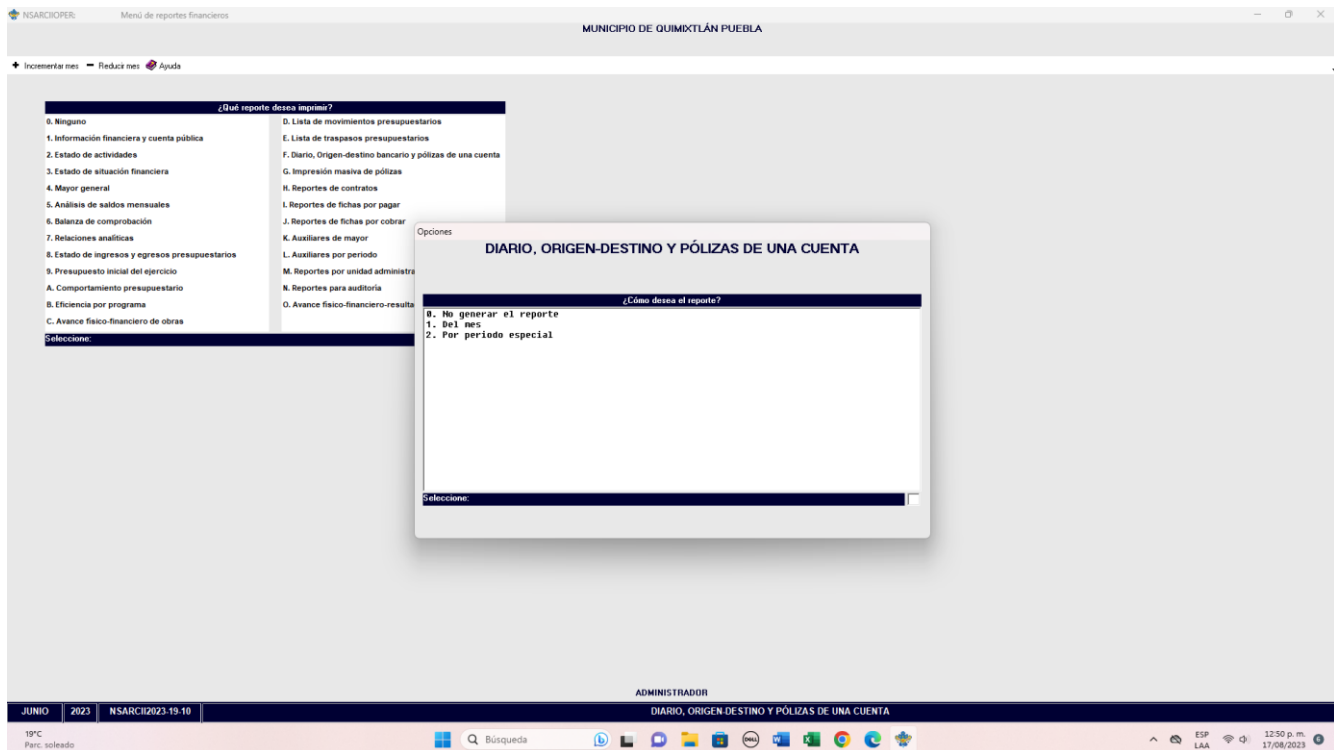 NSARCIIOPER: Menú de reportes financieros
MUNICIPIO DE QUIMIXTLÁN PUEBLA
Incrementar mes Reducir mes Ayuda
¿Qué reporte desea imprimir?
0. Ninguno
1. Información financiera y cuenta pública
2. Estado de actividades
3. Estado de situación financiera
4. Mayor general
5. Análisis de saldos mensuales
6. Balanza de comprobación
7. Relaciones analíticas
8. Estado de ingresos y egresos presupuestarios
9. Presupuesto inicial del ejercicio
A. Comportamiento presupuestario
B. Eficiencia por programa
C. Avance físico-financiero de obras
D. Lista de movimientos presupuestarios
E. Lista de traspasos presupuestarios
F. Diario, Origen-destino bancario y pólizas de una cuenta
G. Impresión masiva de pólizas
H. Reportes de contratos
I. Reportes de fichas por pagar
J. Reportes de fichas por cobrar
K. Auxiliares de mayor
L. Auxiliares por periodo
M. Reportes por unidad administra
N. Reportes para auditoría
O. Avance físico-financiero-resulta
Seleccione:
Opciones
DIARIO, ORIGEN-DESTINO Y PÓLIZAS DE UNA CUENTA
¿Cómo desea el reporte?
0. No generar el reporte
1. Del mes
2. Por periodo especial
Seleccione:
ADMINISTRADOR
JUNIO 2023 NSARCII2023-19-10 DIARIO, ORIGEN-DESTINO Y PÓLIZAS DE UNA CUENTA
19°C
Parc. soleado
Búsqueda
DELL
ESP
LAA
12:50 p. m.
17/08/2023
6